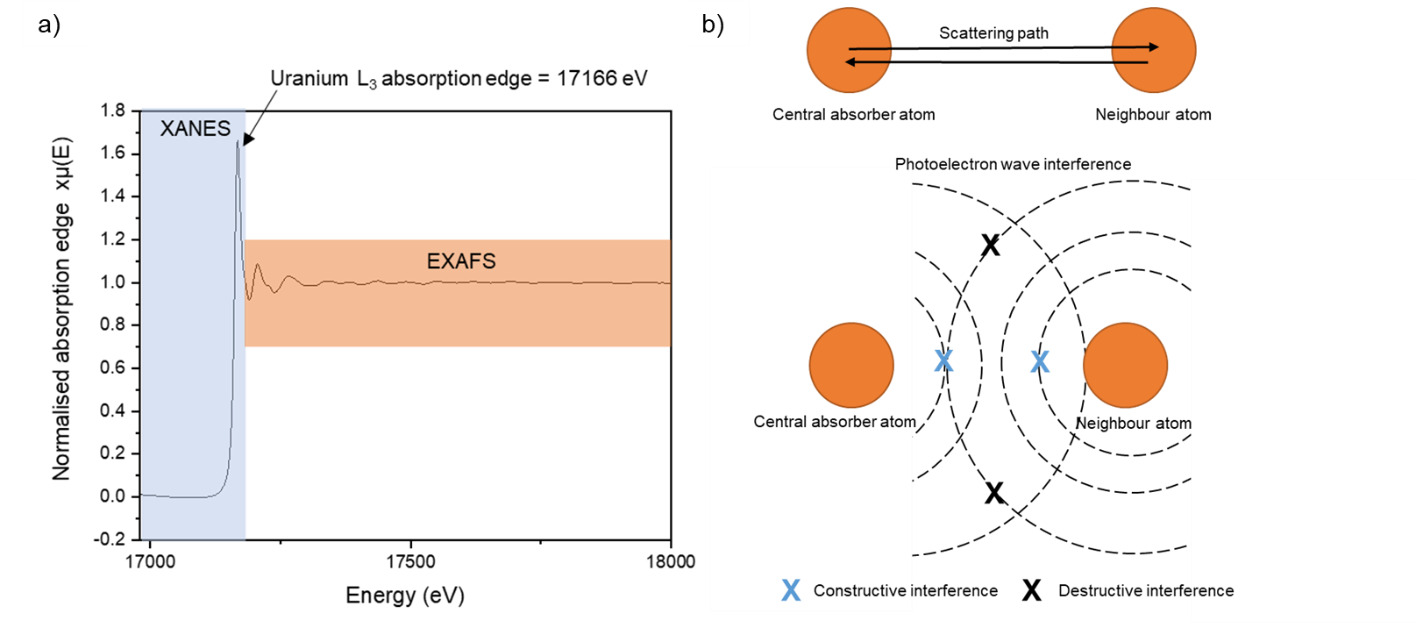 a)
Uranium L₃ absorption edge = 17166 eV
XANES
EXAFS
Normalised absorption edge xμ(E)
1.8
1.6
1.4
1.2
1.0
0.8
0.6
0.4
0.2
0.0
-0.2
17000
17500
18000
Energy (eV)
b)
Scattering path
Central absorber atom
Neighbour atom
Photoelectron wave interference
X
X
X
X
Central absorber atom
Neighbour atom
X Constructive interference
X Destructive interference